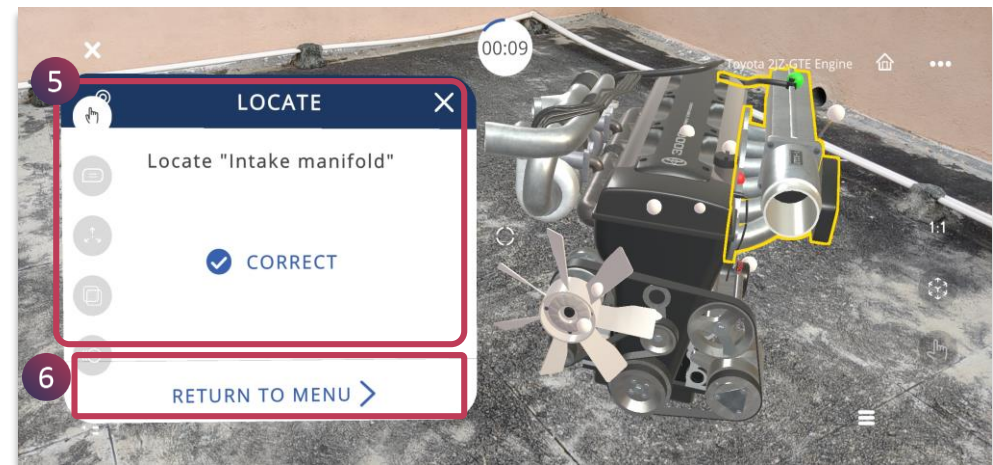 00:09
Toyota 2JZ-GTE Engine
5
LOCATE
Locate "Intake manifold"
CORRECT
1:1
6
RETURN TO MENU